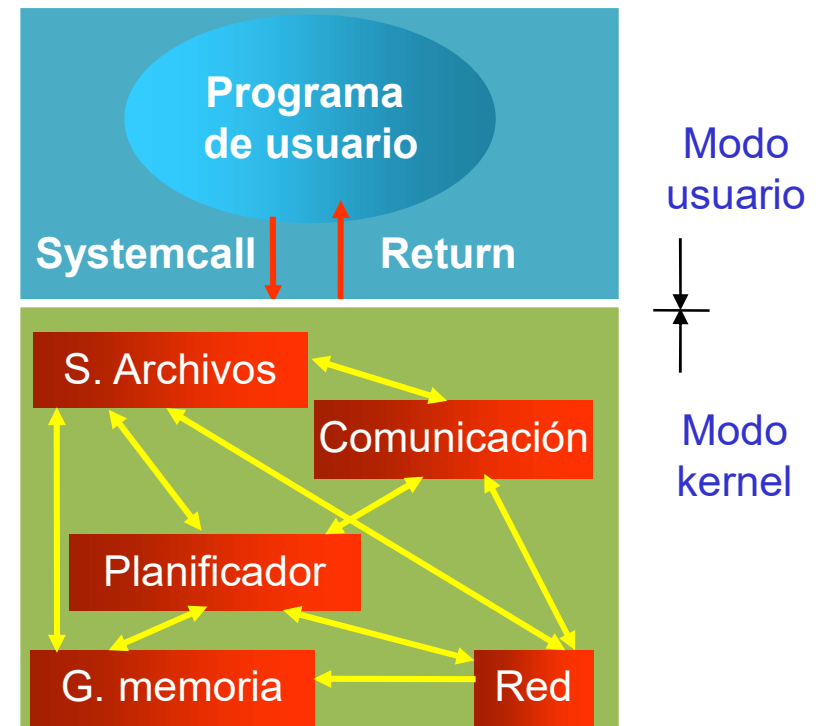 Programa
de usuario
Systemcall
Return
Modo
usuario
S. Archivos
Comunicación
Planificador
G. memoria
Red
Modo
kernel